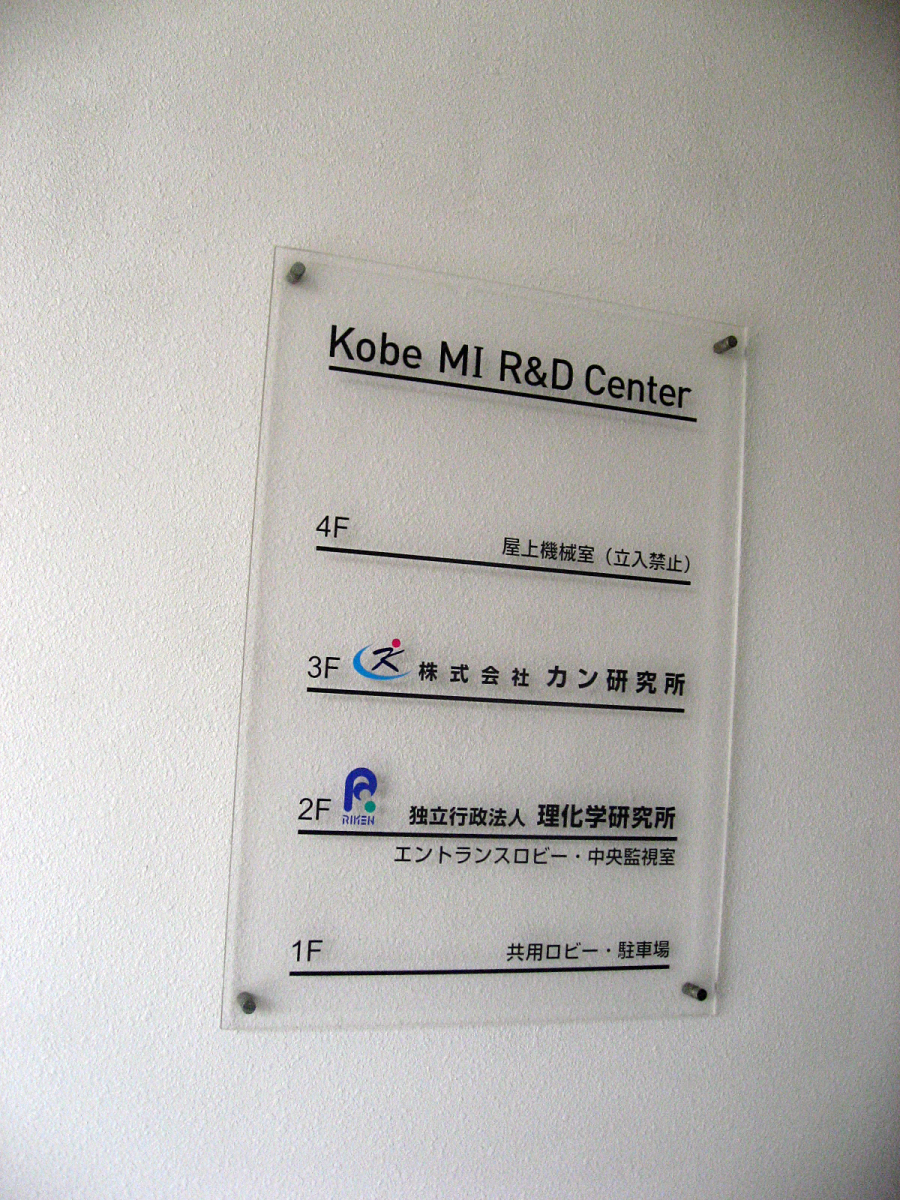 Kobe MI R&D Center
4F 屋上機械室（立入禁止）
3F K 株式会社 カン研究所
2F RIKEN 独立行政法人 理化学研究所
エントランスロビー・中央監視室
1F 共用ロビー・駐車場